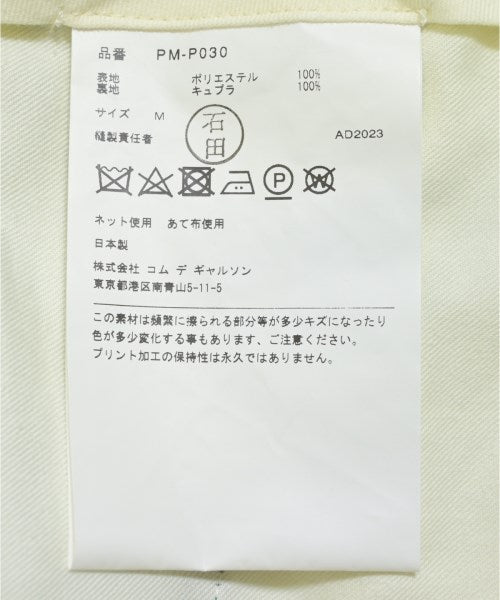 品番 PM-P030
表地 ポリエステル 100%
裏地 キュプラ 100%
サイズ M
石田
縫製責任者 AD2023
P W
ネット使用 あて布使用
日本製
株式会社 コム デ ギャルソン
東京都港区南青山5-11-5
この素材は頻繁に擦られる部分等が多少キズになったり
色が多少変化する事もあります、ご注意ください。
プリント加工の保持性は永久ではありません。